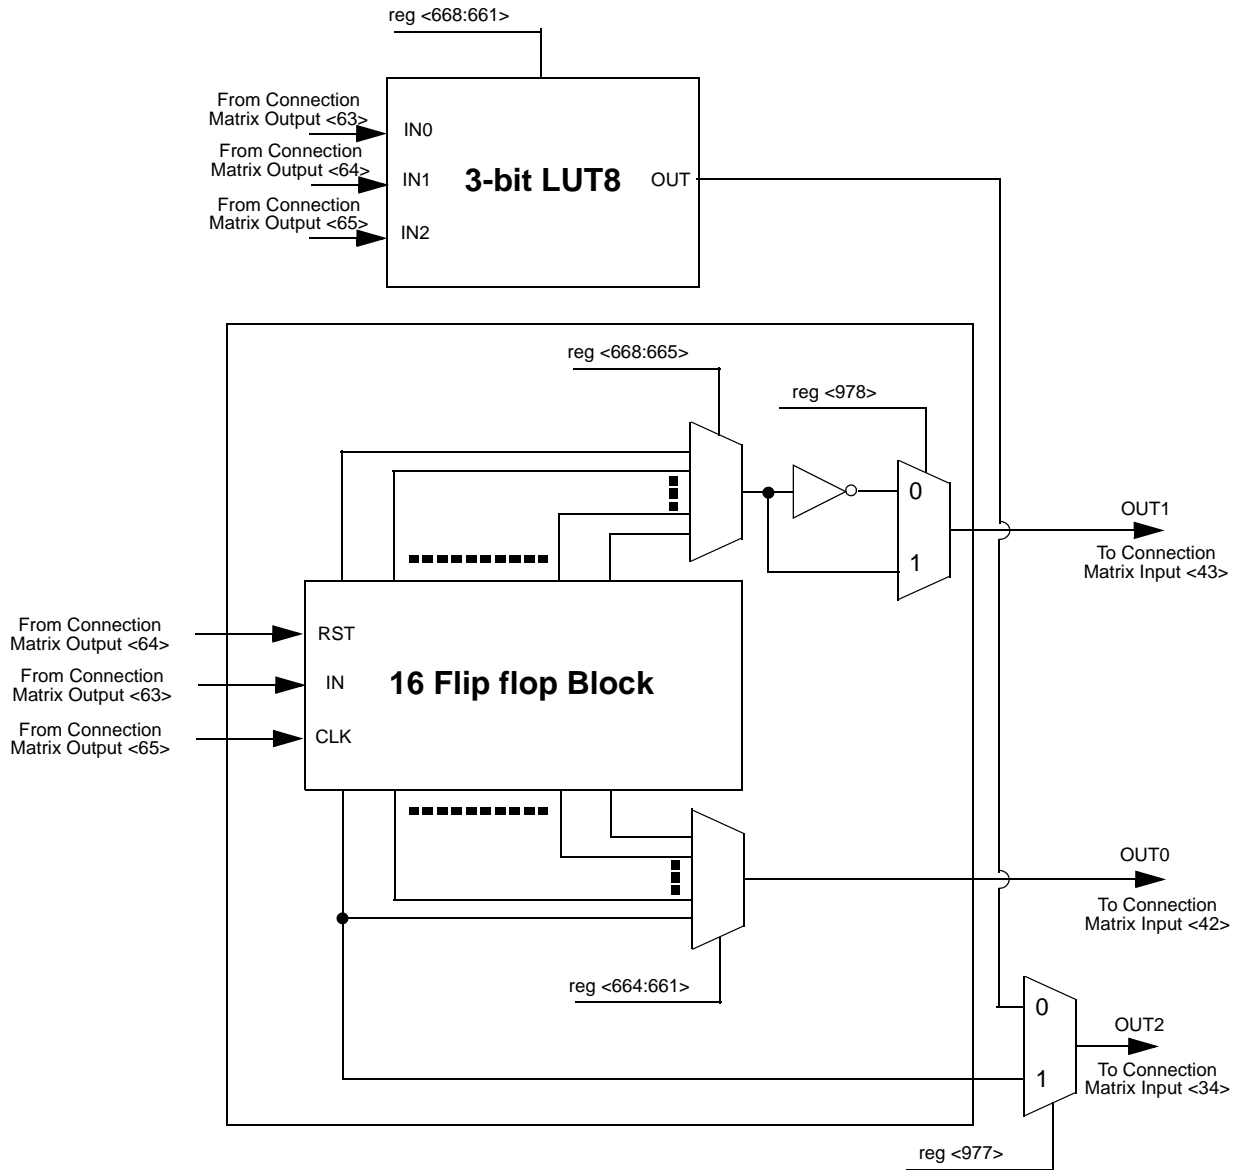 reg <668:661>
From Connection
Matrix Output <63>
IN0
From Connection
Matrix Output <64>
IN1
3-bit LUT8
OUT
From Connection
Matrix Output <65>
IN2
reg <668:665>
reg <978>
0
1
OUT1
To Connection
Matrix Input <43>
From Connection
Matrix Output <64>
RST
From Connection
Matrix Output <63>
IN
16 Flip flop Block
From Connection
Matrix Output <65>
CLK
OUT0
To Connection
Matrix Input <42>
reg <664:661>
0
1
OUT2
To Connection
Matrix Input <34>
reg <977>